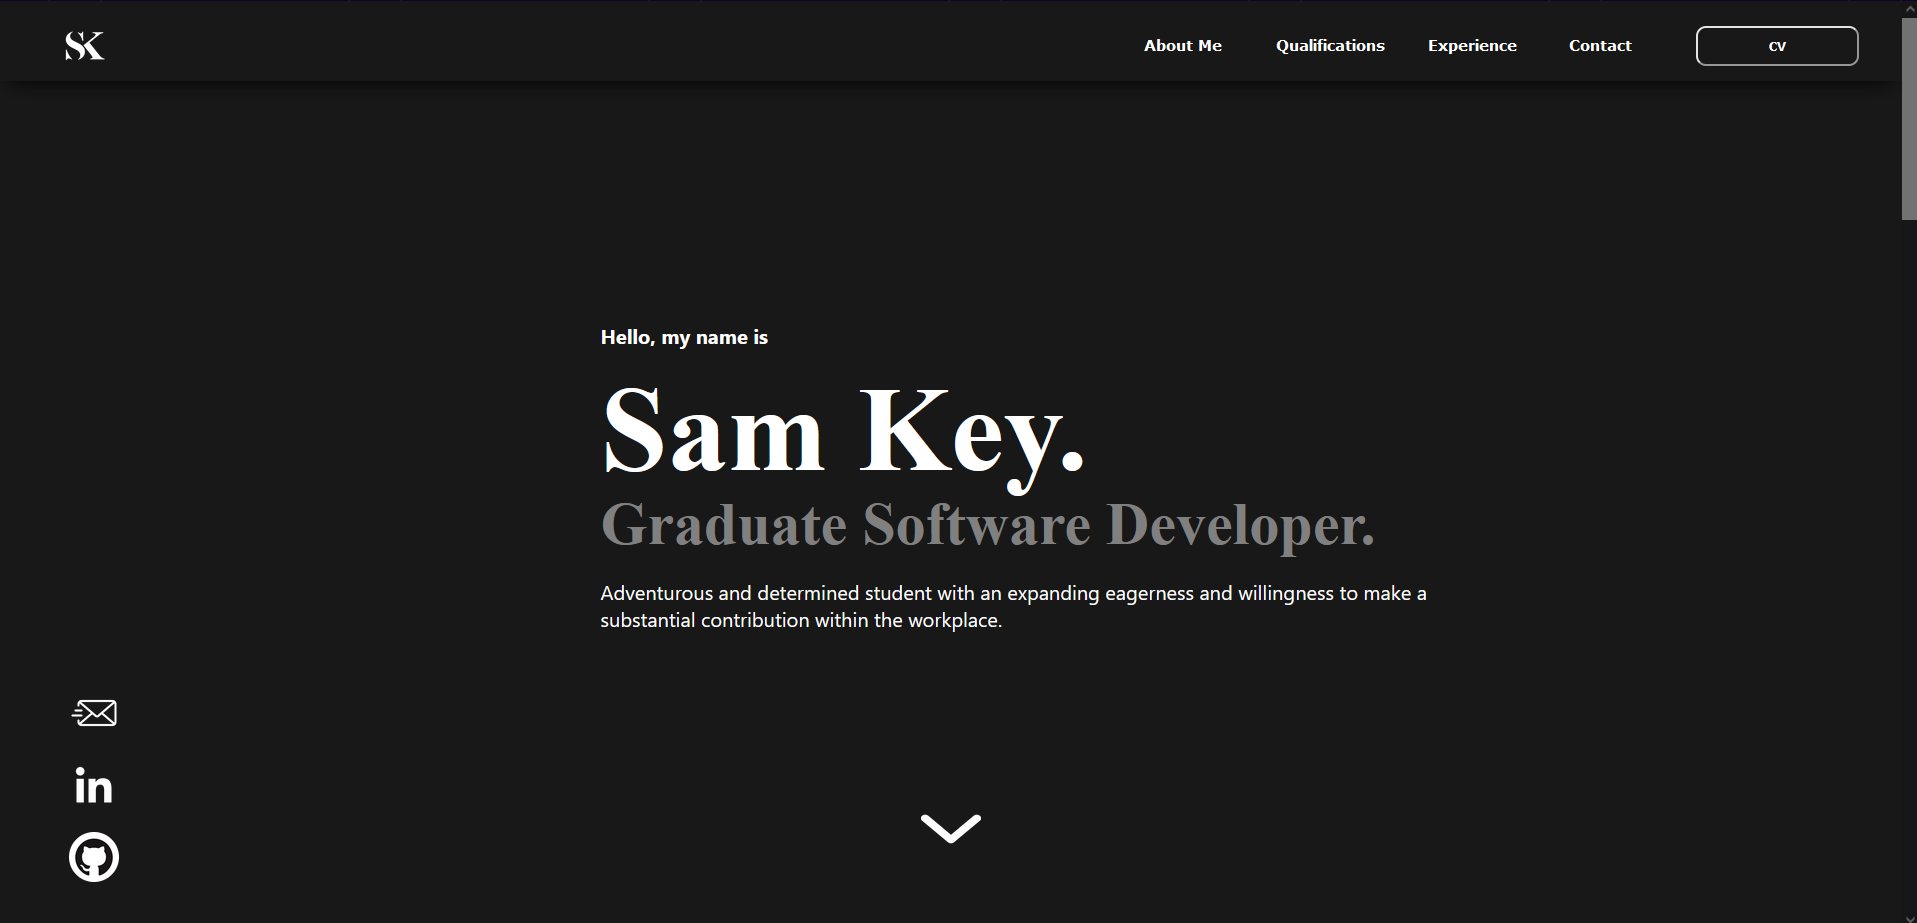 SK
About Me Qualifications Experience Contact CV
Hello, my name is
Sam Key.
Graduate Software Developer.
Adventurous and determined student with an expanding eagerness and willingness to make a
substantial contribution within the workplace.
in